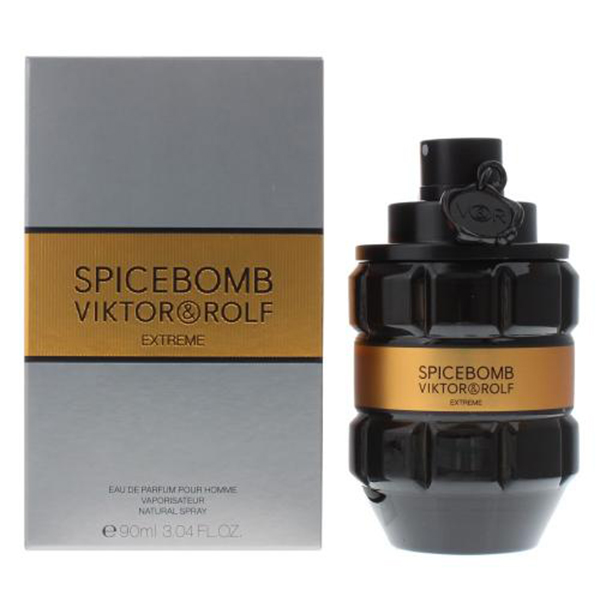 SPICEBOMB
VIKTOR&ROLF
EXTREME
EAU DE PARFUM POUR HOMME
VAPORISATEUR
NATURAL SPRAY
e 90ml 3.04 FL.OZ.
V&R
SPICEBOMB
VIKTOR&ROLF
EXTREME